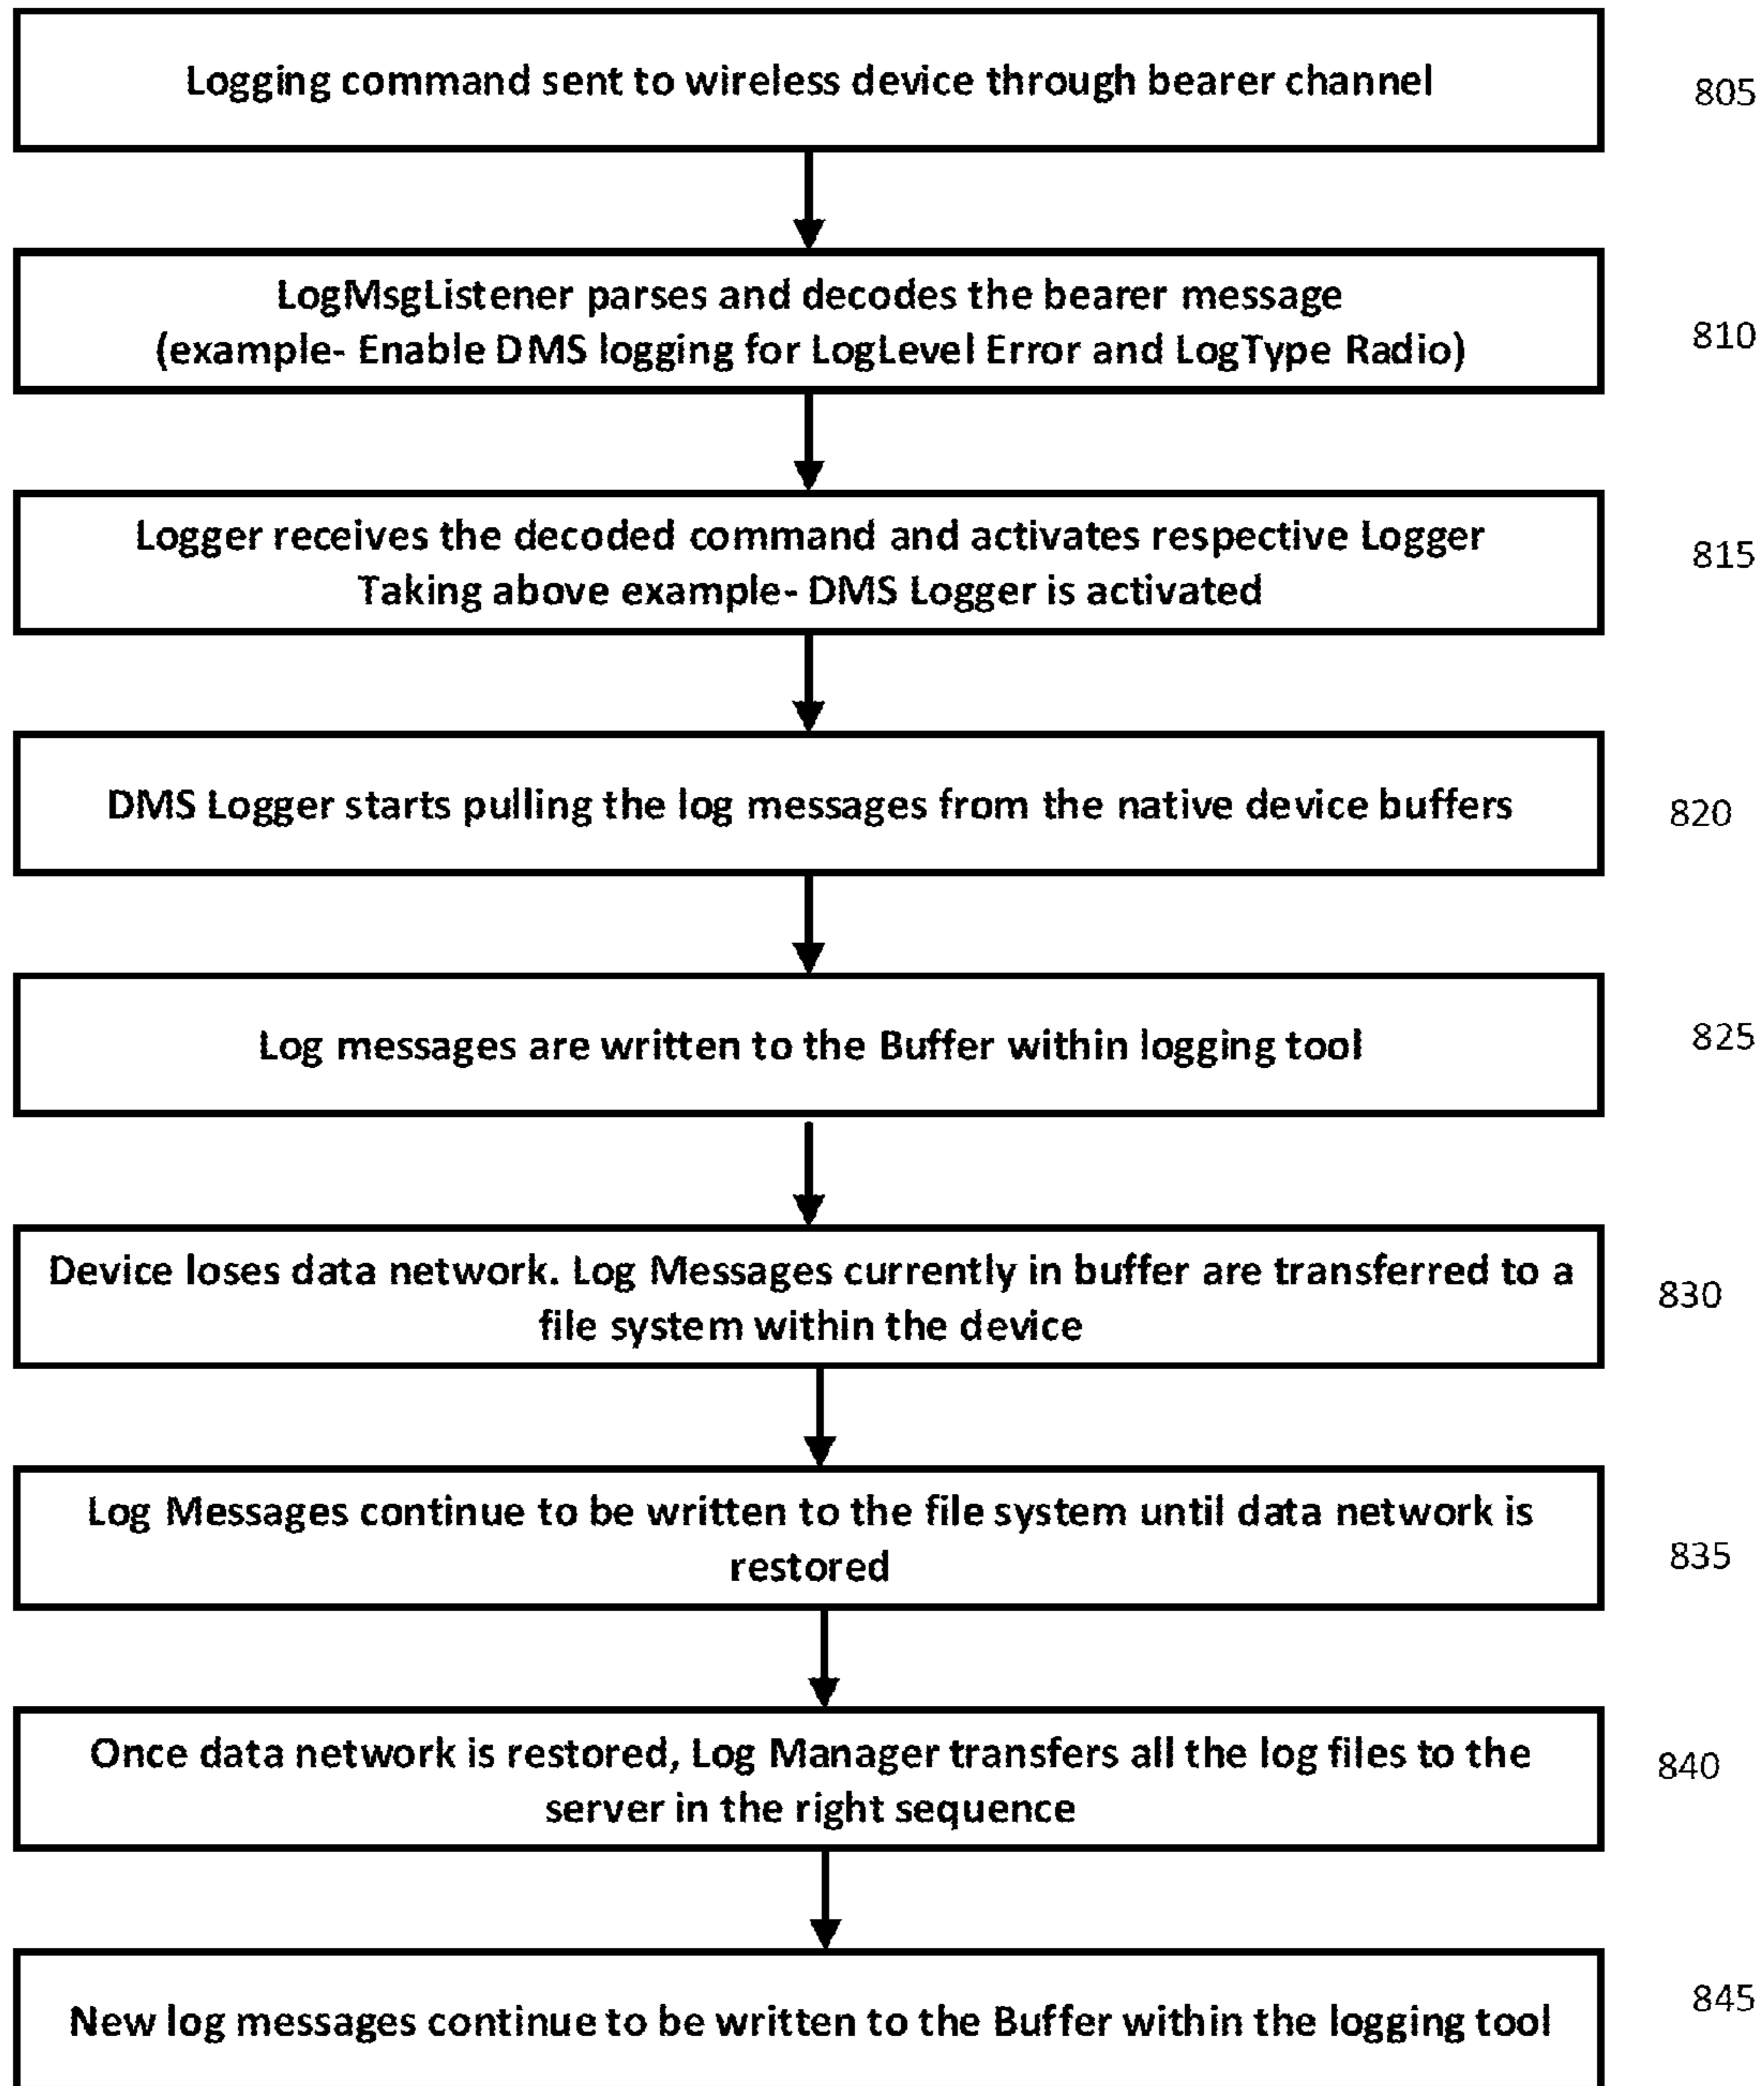 Logging command sent to wireless device through bearer channel
805
LogMsgListener parses and decodes the bearer message
(example- Enable DMS logging for LogLevel Error and LogType Radio)
810
Logger receives the decoded command and activates respective Logger
Taking above example- DMS Logger is activated
815
DMS Logger starts pulling the log messages from the native device buffers
820
Log messages are written to the Buffer within logging tool
825
Device loses data network. Log Messages currently in buffer are transferred to a
file system within the device
830
Log Messages continue to be written to the file system until data network is
restored
835
Once data network is restored, Log Manager transfers all the log files to the
server in the right sequence
840
New log messages continue to be written to the Buffer within the logging tool
845